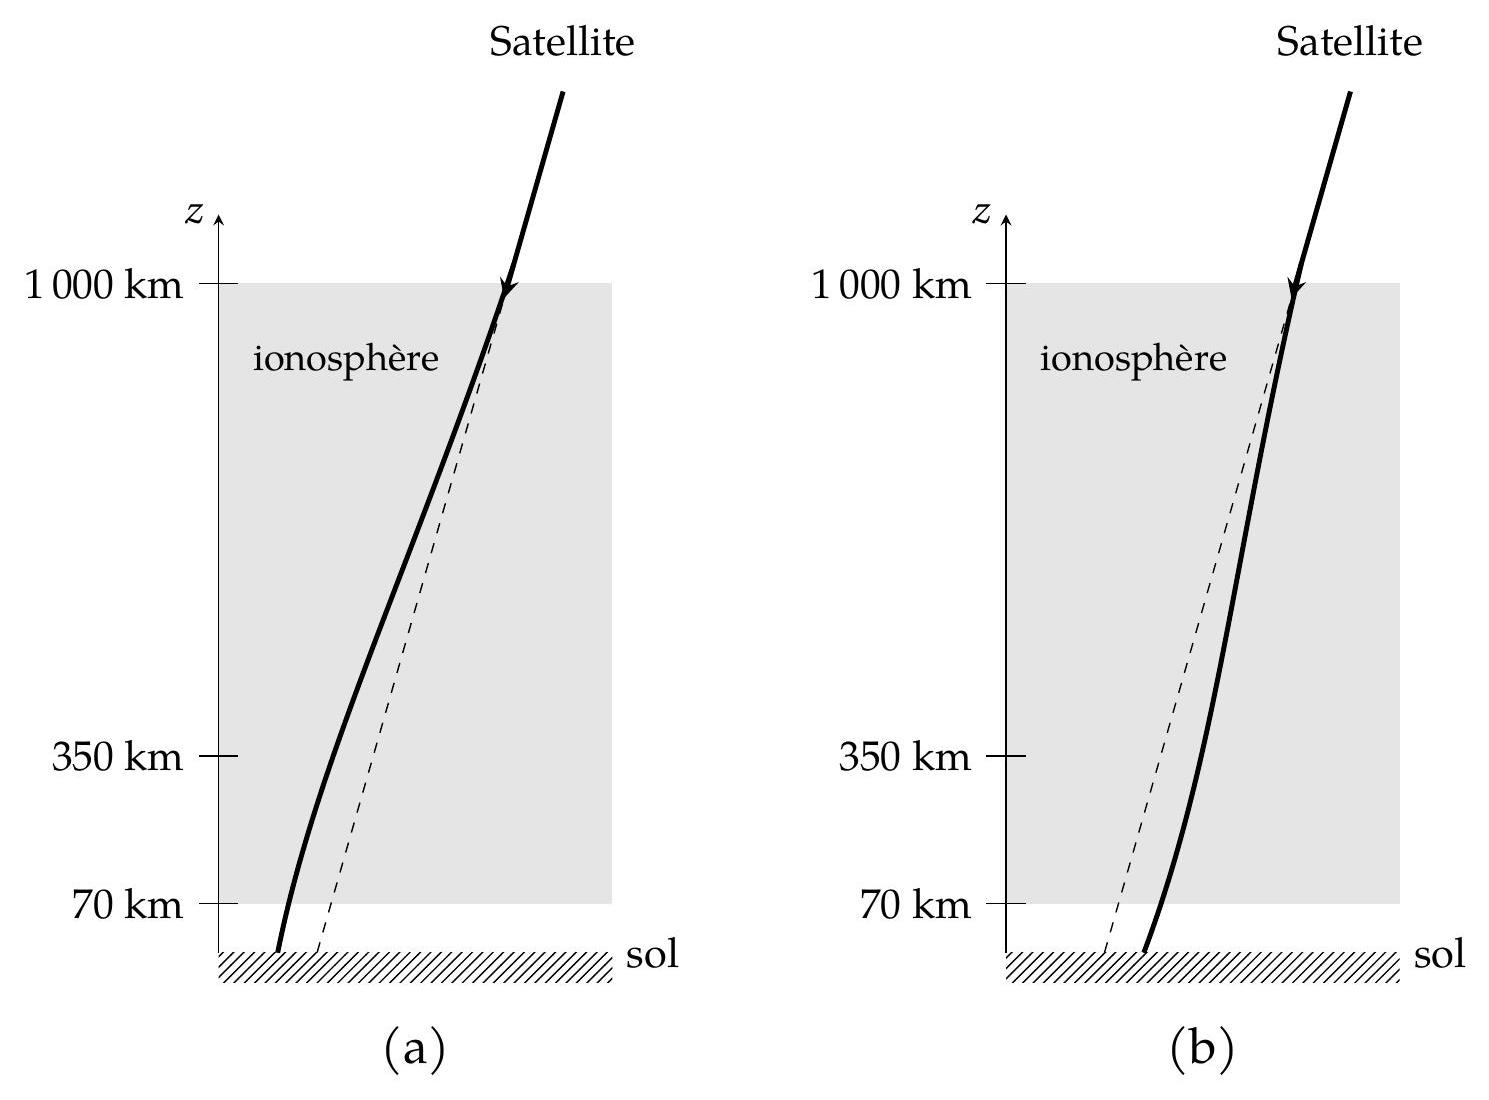 Satellite
z
1 000 km
ionosphère
350 km
70 km
sol
(a)
Satellite
z
1 000 km
ionosphère
350 km
70 km
sol
(b)